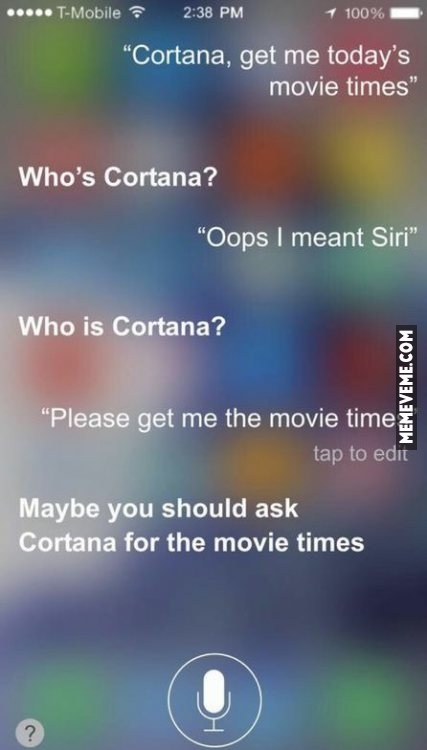 T-Mobile 2:38 PM 100%
“Cortana, get me today’s
movie times”
Who’s Cortana?
“Oops I meant Siri”
Who is Cortana?
“Please get me the movie time
tap to edit
Maybe you should ask
Cortana for the movie times
?
MEMEVEME.COM